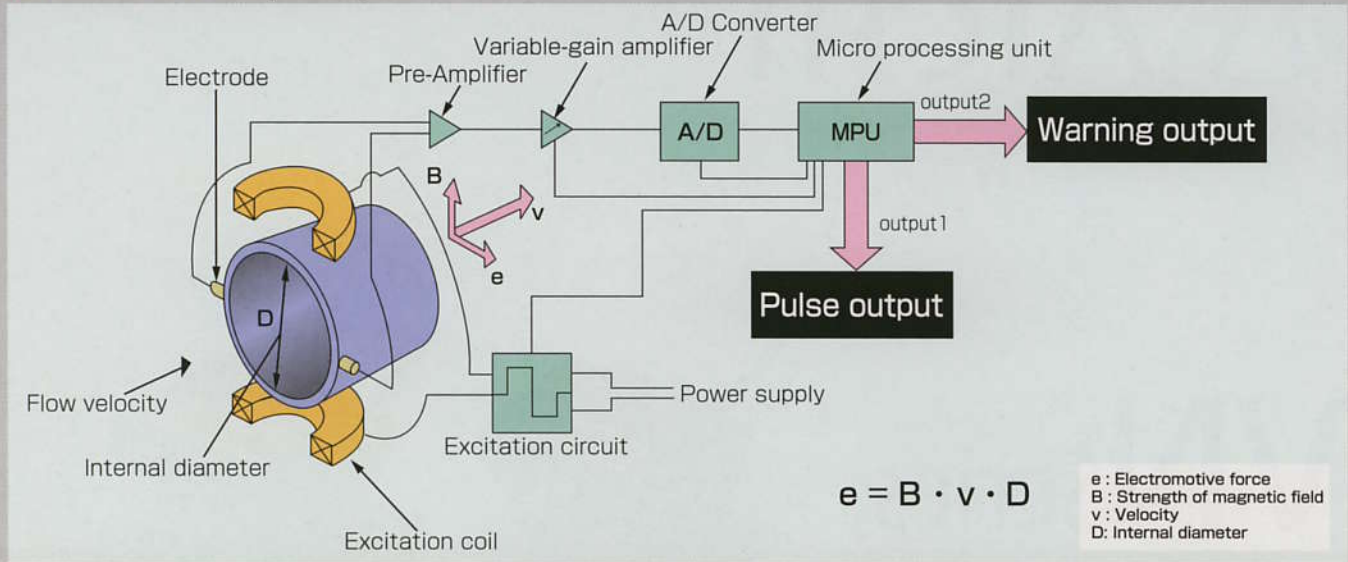 A/D Converter
Variable-gain amplifier
Micro processing unit
Electrode
Pre-Amplifier
output2
A/D
MPU
Warning output
B
v
e
output1
D
Pulse output
Flow velocity
Power supply
Excitation circuit
Internal diameter
e = B · v · D
e : Electromotive force
B : Strength of magnetic field
v : Velocity
D: Internal diameter
Excitation coil